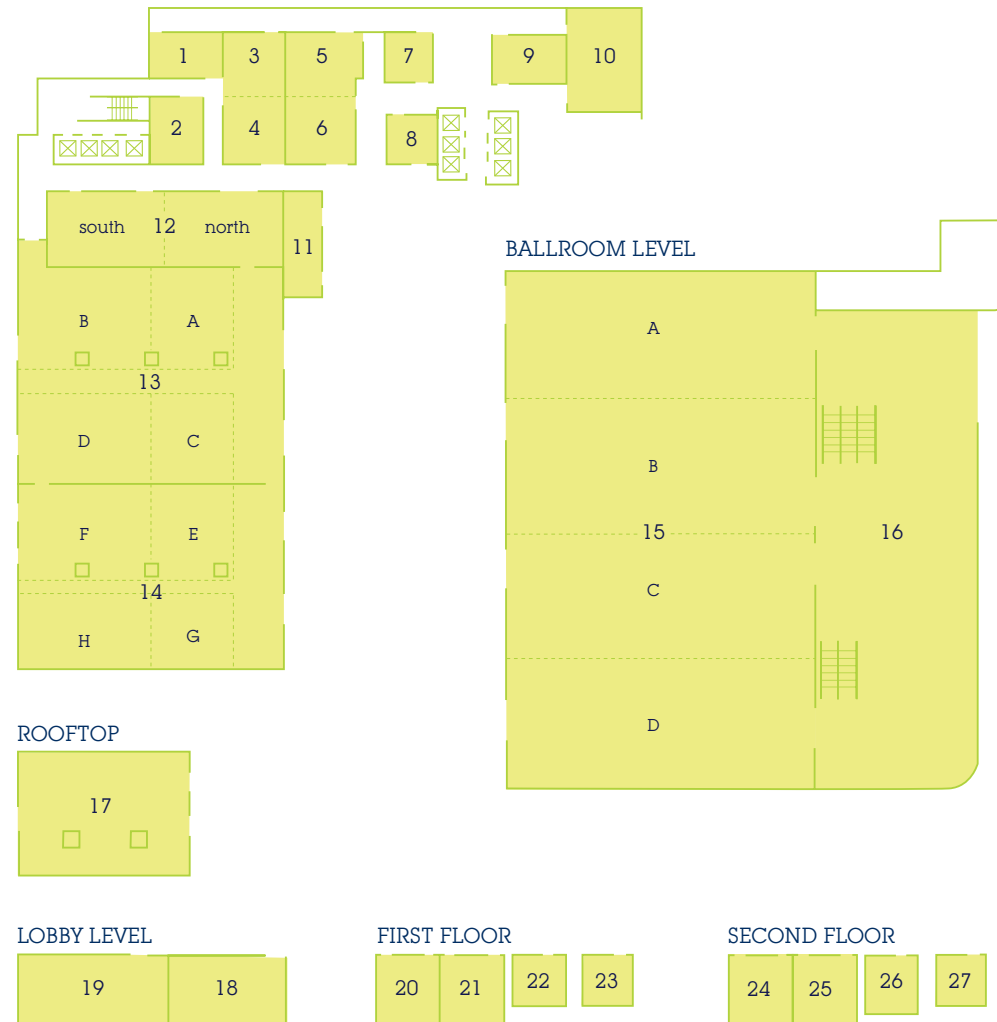 1 3 5 7 9 10
2 4 6 8
south 12 north
11
B A
13
D C
F E
14
H G
BALLROOM LEVEL
A
B
15 16
C
D
ROOFTOP
17
LOBBY LEVEL
19 18
FIRST FLOOR
20 21 22 23
SECOND FLOOR
24 25 26 27